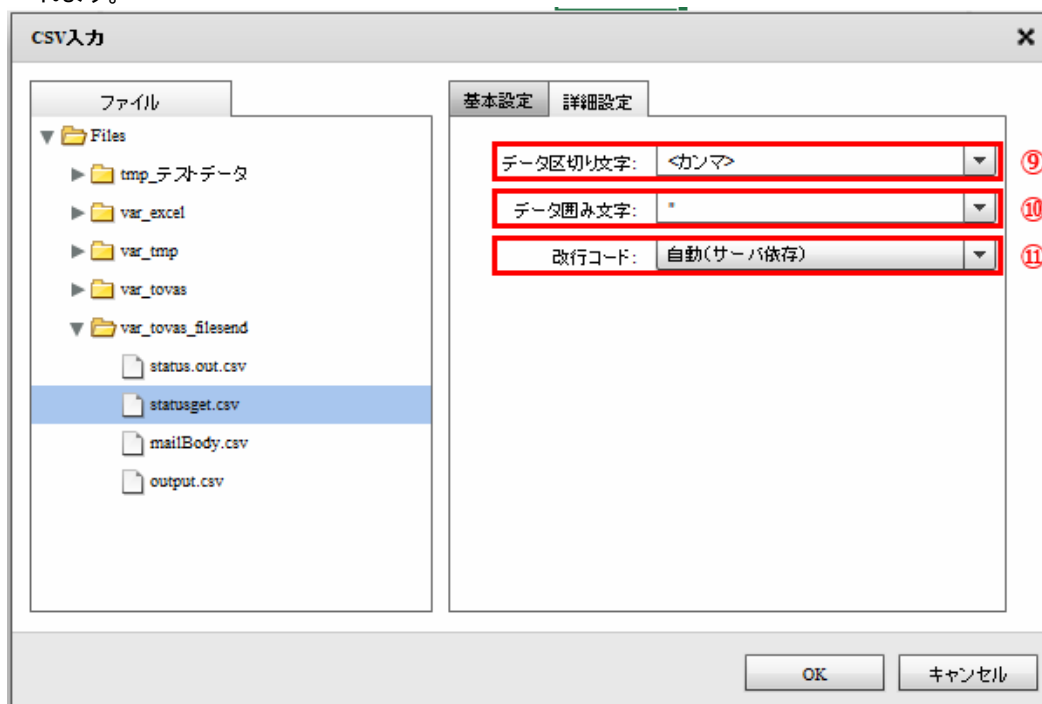 れます。
CSV入力
ファイル
Files
tmp_テストデータ
var_excel
var_tmp
var_tovas
var_tovas_filesend
status.out.csv
statusget.csv
mailBody.csv
output.csv
基本設定 詳細設定
データ区切り文字: <カンマ> ⑨
データ囲み文字: " ⑩
改行コード: 自動(サーバ依存) ⑪
OK キャンセル